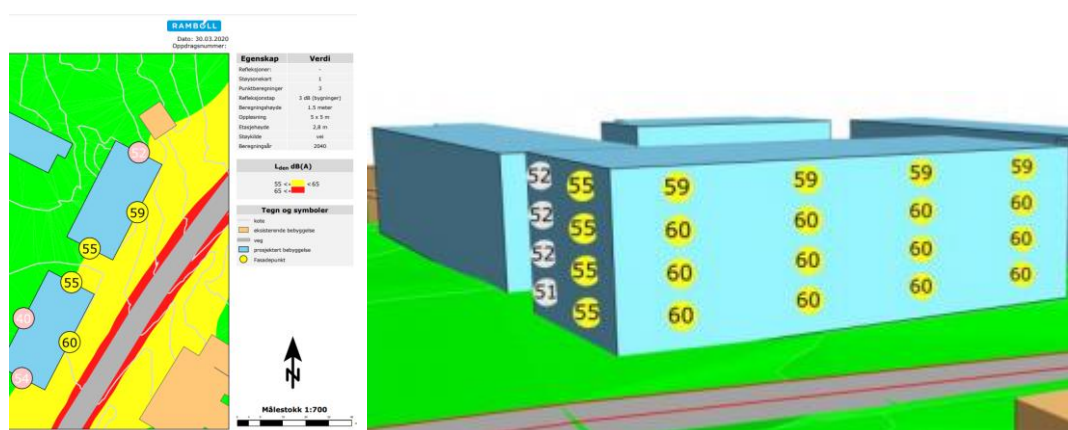 RAMBOLL
Dato: 30.03.2020
Oppdragsnummer:
Egenskap Verdi
Refleksjoner: -
Støysonekart 1
Punktberegninger 3
Refleksjonstap 3 dB (bygninger)
Beregningshøyde 1.5 meter
Oppløsning 5 x 5 m
Etasjehøyde 2,8 m
Støykilde vei
Beregningsår 2040
Lden dB(A)
55 <= < 65
65 <=
Tegn og symboler
kote
eksisterende bebyggelse
veg
prosjektert bebyggelse
Fasadepunkt
N
Målestokk 1:700
52
59
55
55
46
60
54
52 55 59 59 59 59
52 55 60 60 60 60
52 55 60 60 60 60
51 55 60 60 60 60